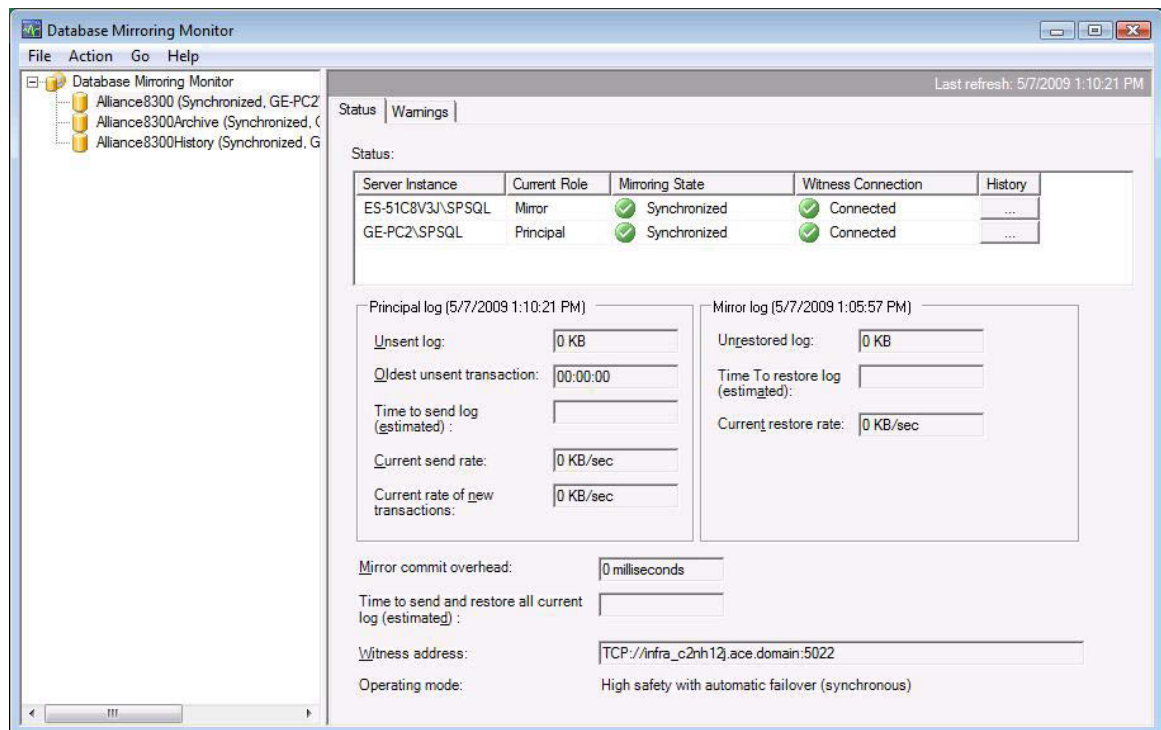 Database Mirroring Monitor
File Action Go Help
Database Mirroring Monitor
Alliance8300 (Synchronized, GE-PC2
Alliance8300Archive (Synchronized, (
Alliance8300History (Synchronized, G
Last refresh: 5/7/2009 1:10:21 PM
Status Warnings
Status:
Server Instance Current Role Mirroring State Witness Connection History
ES-51C8V3J\SPSQL Mirror Synchronized Connected ...
GE-PC2\SPSQL Principal Synchronized Connected ...
Principal log (5/7/2009 1:10:21 PM)
Unsent log: 0 KB
Oldest unsent transaction: 00:00:00
Time to send log
(estimated) :
Current send rate: 0 KB/sec
Current rate of new
transactions: 0 KB/sec
Mirror log (5/7/2009 1:05:57 PM)
Unrestored log: 0 KB
Time To restore log
(estimated):
Current restore rate: 0 KB/sec
Mirror commit overhead: 0 milliseconds
Time to send and restore all current
log (estimated) :
Witness address: TCP://infra_c2nh12j.ace.domain:5022
Operating mode: High safety with automatic failover (synchronous)